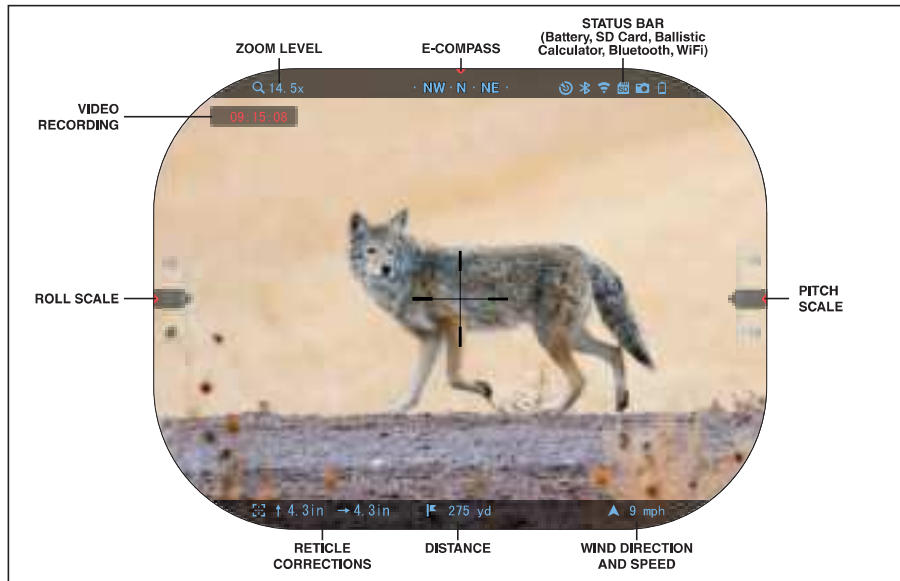 ZOOM LEVEL
E-COMPASS
STATUS BAR
(Battery, SD Card, Ballistic
Calculator, Bluetooth, WiFi)
14.5x
· NW · N · NE ·
SD
VIDEO
RECORDING
09:15:08
ROLL SCALE
PITCH
SCALE
↑ 4.3in → 4.3in
275 yd
9 mph
RETICLE
CORRECTIONS
DISTANCE
WIND DIRECTION
AND SPEED